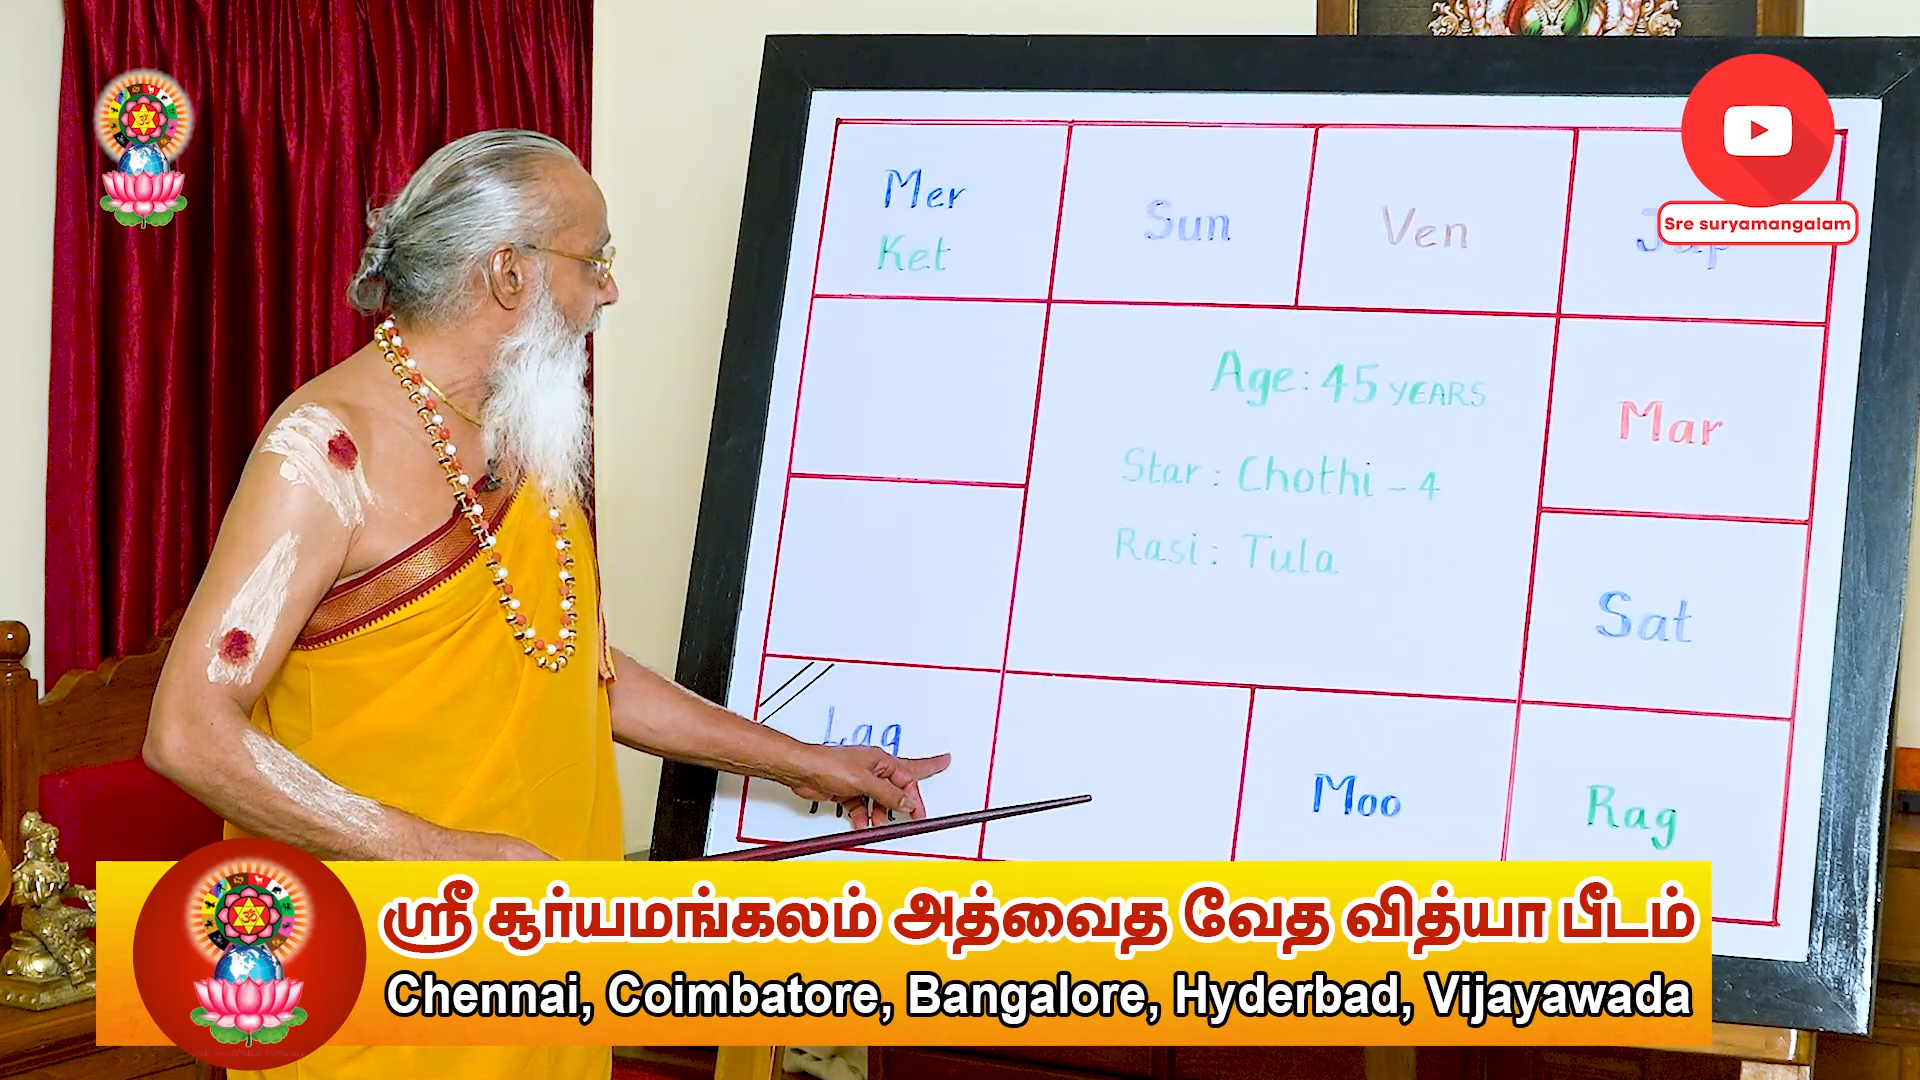 Mer
Ket
Sun
Ven
Sre suryamangalam
Age: 45 YEARS
Star: Chothi - 4
Rasi: Tula
Mar
Sat
Lag
Moo
Rag
ஸ்ரீ சூர்யமங்கலம் அத்வைத வேத வித்யா பீடம்
Chennai, Coimbatore, Bangalore, Hyderbad, Vijayawada